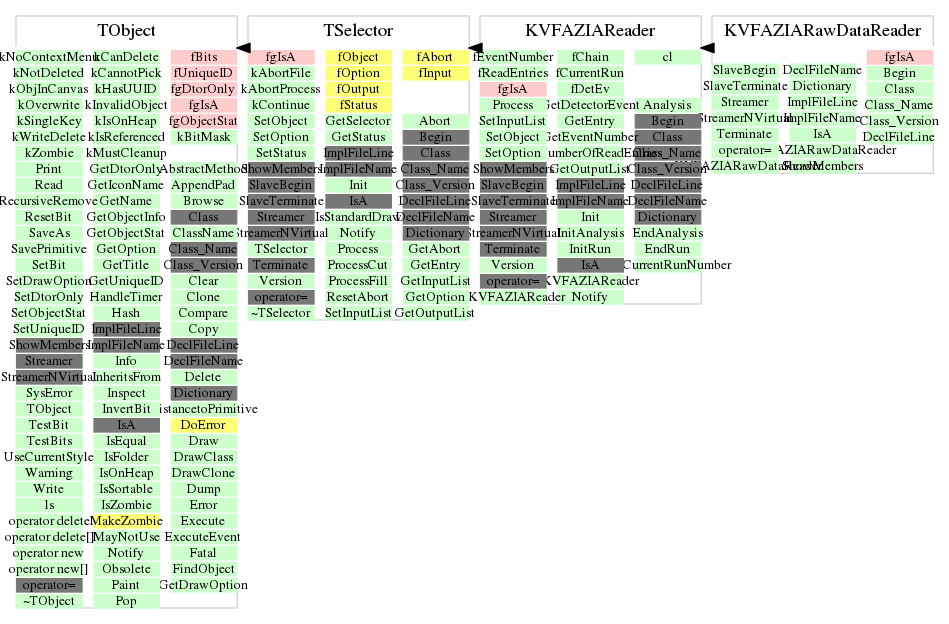 TObject
kNoContextMenu
kNotDeleted
kObjInCanvas
kOverwrite
kSingleKey
kWriteDelete
kZombie
Print
Read
RecursiveRemove
ResetBit
SaveAs
SavePrimitive
SetBit
SetDrawOption
SetDtorOnly
SetObjectStat
SetUniqueID
ShowMembers
Streamer
StreamerNVirtual
SysError
TObject
TestBit
TestBits
UseCurrentStyle
Warning
Write
ls
operator delete
operator delete[]
operator new
operator new[]
operator=
~TObject
kCanDelete
kCannotPick
kHasUUID
kInvalidObject
kIsOnHeap
kIsReferenced
kMustCleanup
GetDtorOnly
GetIconName
GetName
GetObjectInfo
GetObjectStat
GetOption
GetTitle
GetUniqueID
HandleTimer
Hash
ImplFileLine
ImplFileName
Info
InheritsFrom
Inspect
InvertBit
IsA
IsEqual
IsFolder
IsOnHeap
IsSortable
IsZombie
MakeZombie
MayNotUse
Notify
Obsolete
Paint
Pop
fBits
fUniqueID
fgDtorOnly
fgIsA
fgObjectStat
kBitMask
AbstractMethod
AppendPad
Browse
Class
ClassName
Class_Name
Class_Version
Clear
Clone
Compare
Copy
DeclFileLine
DeclFileName
Delete
Dictionary
istancetoPrimitive
DoError
Draw
DrawClass
DrawClone
Dump
Error
Execute
ExecuteEvent
Fatal
FindObject
GetDrawOption
TSelector
fgIsA
kAbortFile
kAbortProcess
kContinue
SetObject
SetOption
SetStatus
ShowMembers
SlaveBegin
SlaveTerminate
Streamer
StreamerNVirtual
TSelector
Terminate
Version
operator=
~TSelector
fObject
fOption
fOutput
fStatus
GetSelector
GetStatus
ImplFileLine
ImplFileName
Init
IsA
IsStandardDraw
Notify
Process
ProcessCut
ProcessFill
ResetAbort
SetInputList
fAbort
fInput
Abort
Begin
Class
Class_Name
Class_Version
DeclFileLine
DeclFileName
Dictionary
GetAbort
GetEntry
GetInputList
GetOption
GetOutputList
KVFAZIAReader
fEventNumber
fReadEntries
fgIsA
Process
SetInputList
SetObject
SetOption
ShowMembers
SlaveBegin
SlaveTerminate
Streamer
StreamerNVirtual
Terminate
Version
operator=
KVFAZIAReader
fChain
fCurrentRun
fDetEv
GetDetectorEvent
GetEntry
GetEventNumber
umberOfReadEntries
GetOutputList
ImplFileLine
ImplFileName
Init
InitAnalysis
InitRun
IsA
KVFAZIAReader
Notify
cl
Analysis
Begin
Class
Class_Name
Class_Version
DeclFileLine
DeclFileName
Dictionary
EndAnalysis
EndRun
CurrentRunNumber
KVFAZIARawDataReader
SlaveBegin
SlaveTerminate
Streamer
StreamerNVirtual
Terminate
operator=
DeclFileName
Dictionary
ImplFileLine
ImplFileName
IsA
AZIARawDataReader
ShowMembers
fgIsA
Begin
Class
Class_Name
Class_Version
DeclFileLine